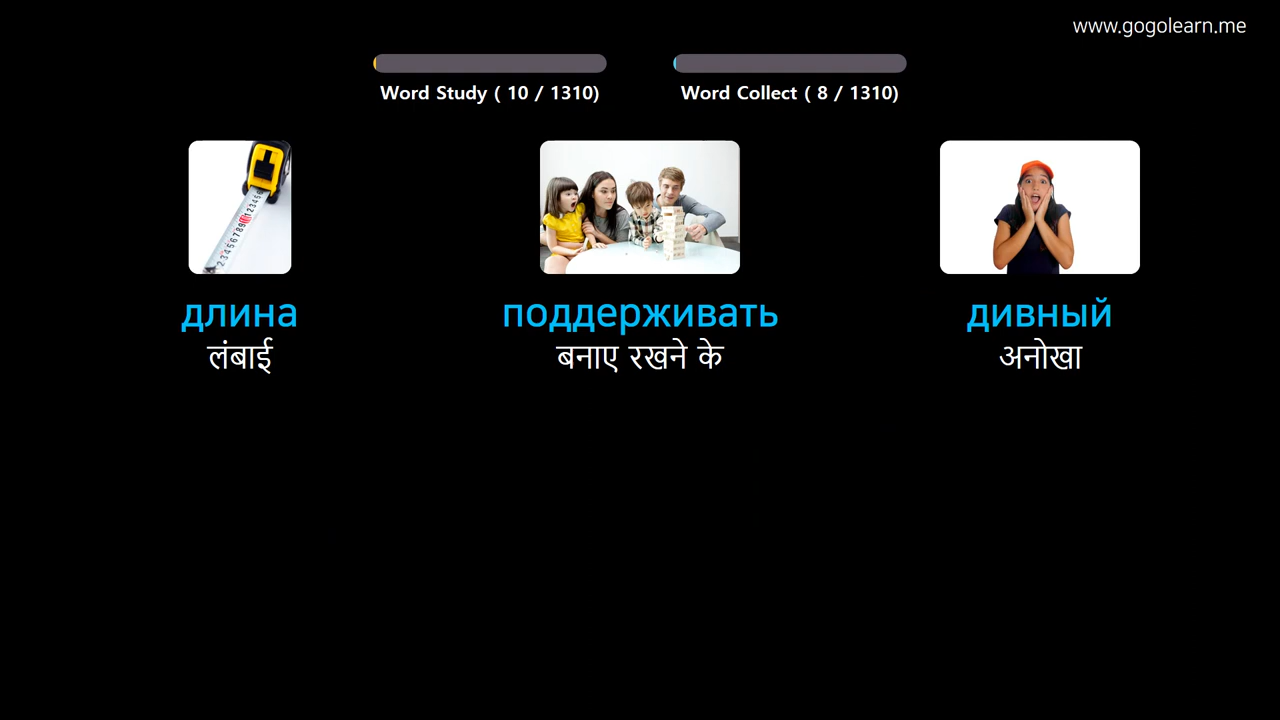 www.gogolearn.me
Word Study ( 10 / 1310)
Word Collect ( 8 / 1310)
длина
लंबाई
поддерживать
बनाए रखने के
дивный
अनोखा